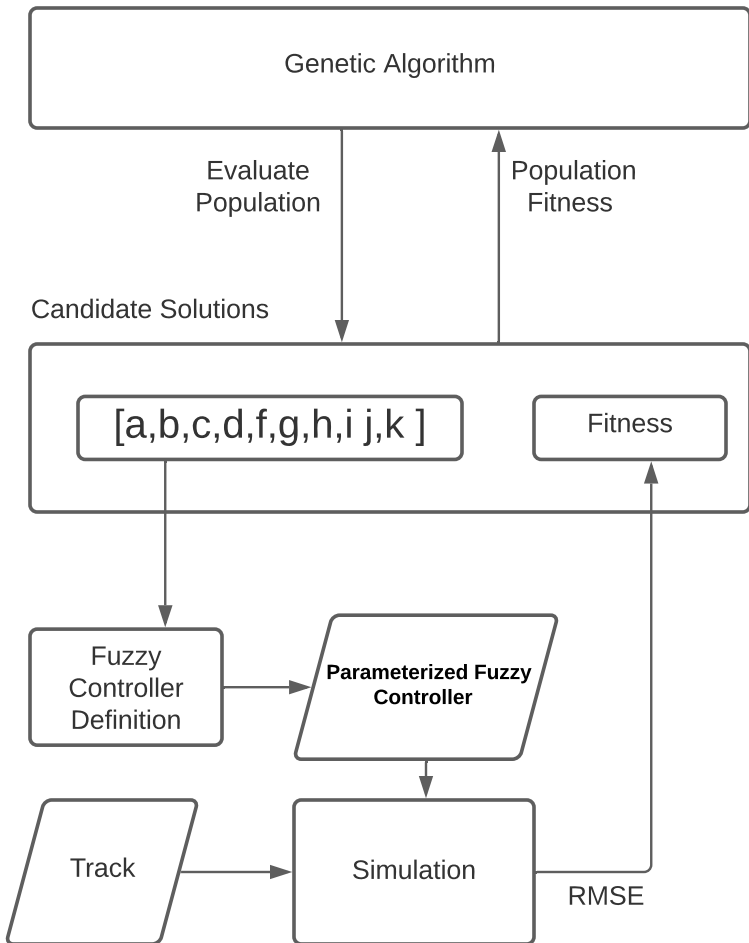 Genetic Algorithm
Evaluate
Population
Population
Fitness
Candidate Solutions
[a,b,c,d,f,g,h,i j,k ]
Fitness
Fuzzy
Controller
Definition
Parameterized Fuzzy
Controller
Track
Simulation
RMSE